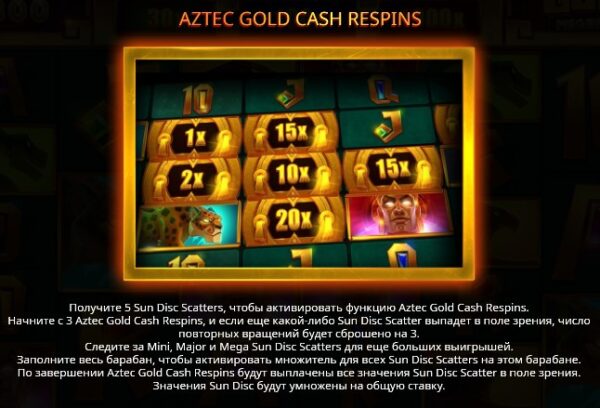 AZTEC GOLD CASH RESPINS
10 J Q
1x 15x J
2x 10x 15x
20x
Q
Получите 5 Sun Disc Scatters, чтобы активировать функцию Aztec Gold Cash Respins.
Начните с 3 Aztec Gold Cash Respins, и если еще какой-либо Sun Disc Scatter выпадет в поле зрения, число
повторных вращений будет сброшено на 3.
Следите за Mini, Major и Mega Sun Disc Scatters для еще больших выигрышей.
Заполните весь барабан, чтобы активировать множитель для всех Sun Disc Scatters на этом барабане.
По завершении Aztec Gold Cash Respins будут выплачены все значения Sun Disc Scatter в поле зрения.
Значения Sun Disc будут умножены на общую ставку.